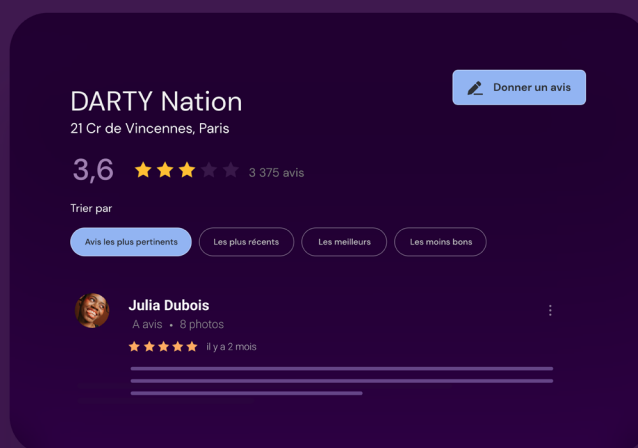 DARTY Nation
Donner un avis
21 Cr de Vincennes, Paris
3,6 3 375 avis
Trier par
Avis les plus pertinents Les plus récents Les meilleurs Les moins bons
Julia Dubois
A avis • 8 photos
il y a 2 mois